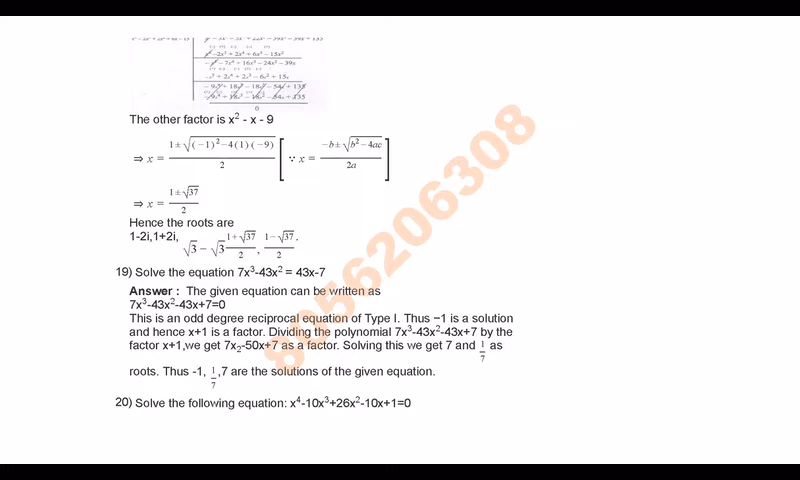 The other factor is x² - x - 9
⇒ x = (1 ± √((−1)² − 4(1)(−9))) / 2 [∵ x = (−b ± √(b² − 4ac)) / 2a]
⇒ x = (1 ± √37) / 2
Hence the roots are
1-2i,1+2i, √3 − √3 (1+√37)/2, (1−√37)/2.
19) Solve the equation 7x³-43x² = 43x-7
Answer : The given equation can be written as
7x³-43x²-43x+7=0
This is an odd degree reciprocal equation of Type I. Thus −1 is a solution
and hence x+1 is a factor. Dividing the polynomial 7x³-43x²-43x+7 by the
factor x+1,we get 7x₂-50x+7 as a factor. Solving this we get 7 and 1/7 as
roots. Thus -1, 1/7,7 are the solutions of the given equation.
20) Solve the following equation: x⁴-10x³+26x²-10x+1=0
8056206308